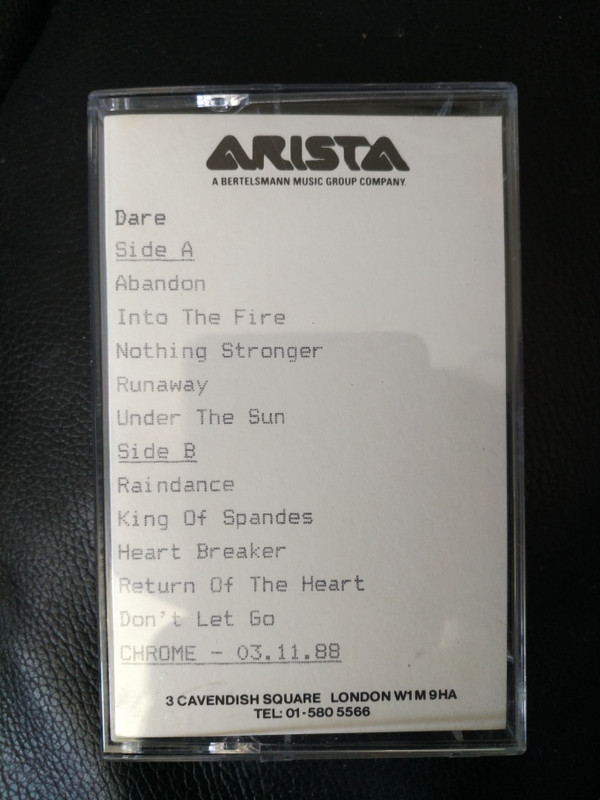 ARISTA
A BERTELSMANN MUSIC GROUP COMPANY.
Dare
Side A
Abandon
Into The Fire
Nothing Stronger
Runaway
Under The Sun
Side B
Raindance
King Of Spandes
Heart Breaker
Return Of The Heart
Don't Let Go
CHROME - 03.11.88
3 CAVENDISH SQUARE LONDON W1M 9HA
TEL: 01-580 5566